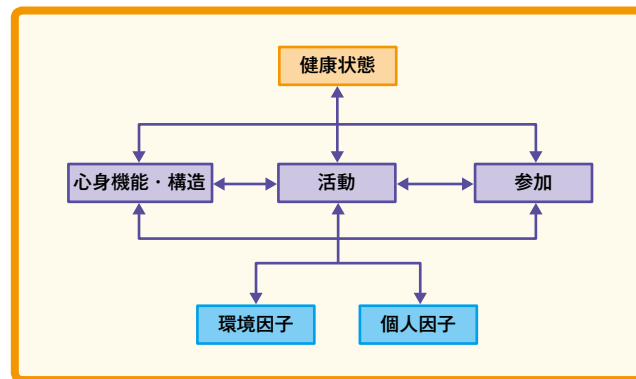 健康状態
心身機能・構造
活動
参加
環境因子
個人因子